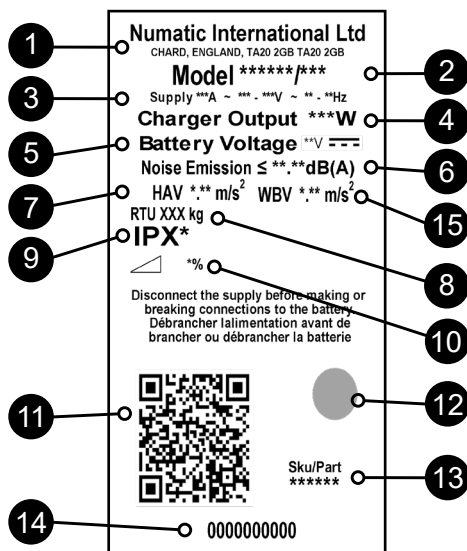 Numatic International Ltd
CHARD, ENGLAND, TA20 2GB TA20 2GB
1
Model ******/***
2
3
Supply ***A ~ *** - ***V ~ ** - **Hz
Charger Output ***W
4
5
Battery Voltage **V
Noise Emission ≤ **.**dB(A)
6
7
HAV *.** m/s² WBV *.** m/s²
15
RTU XXX kg
8
9
IPX*
*%
10
Disconnect the supply before making or
breaking connections to the battery
Débrancher lalimentation avant de
brancher ou débrancher la batterie
11
12
Sku/Part
******
13
14
0000000000